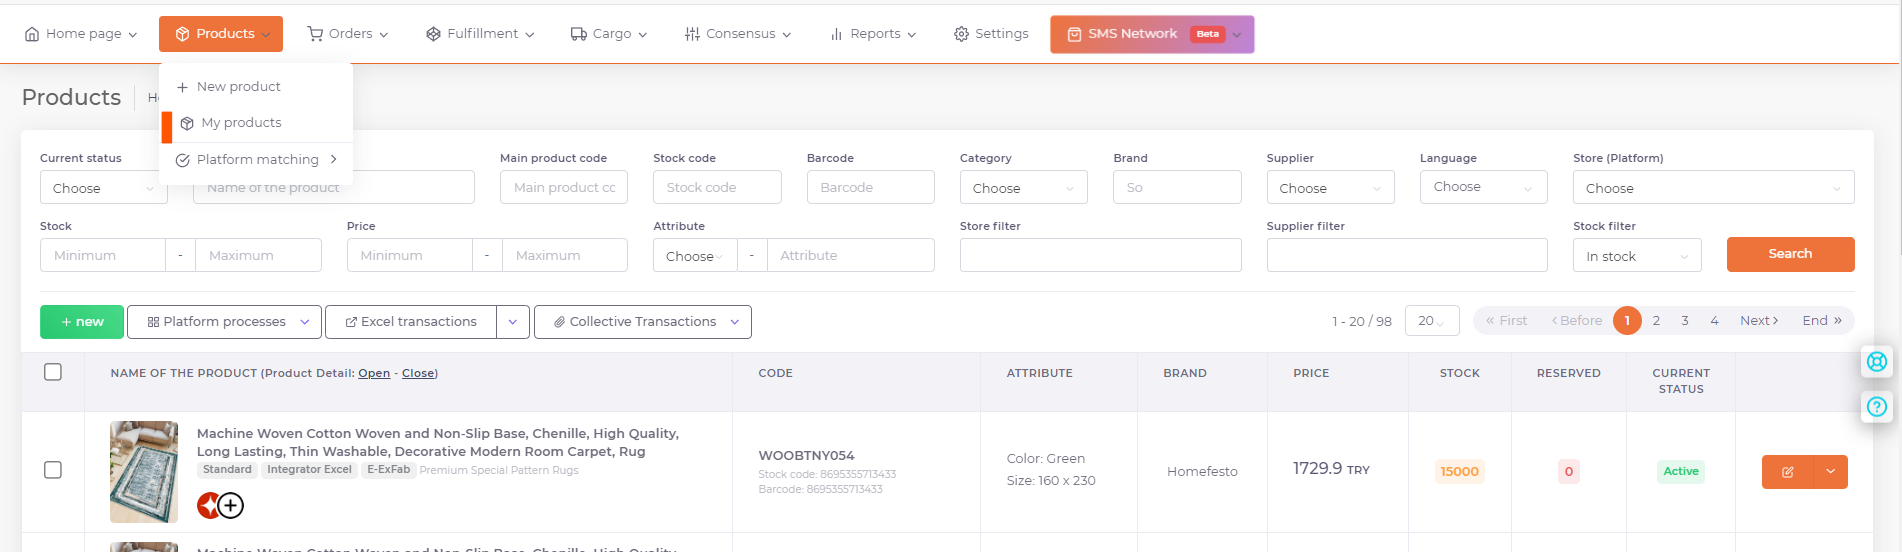 Home page
Products
Orders
Fulfillment
Cargo
Consensus
Reports
Settings
SMS Network Beta
New product
My products
Platform matching
Products
Current status
Main product code
Stock code
Barcode
Category
Brand
Supplier
Language
Store (Platform)
Choose
Name of the product
Main product cc
Stock code
Barcode
Choose
So
Choose
Choose
Choose
Stock
Price
Attribute
Store filter
Supplier filter
Stock filter
Minimum - Maximum
Minimum - Maximum
Choose - Attribute
In stock
Search
+ new
Platform processes
Excel transactions
Collective Transactions
1 - 20 / 98
20
« First
< Before
1
2
3
4
Next >
End »
NAME OF THE PRODUCT (Product Detail: Open - Close)
CODE
ATTRIBUTE
BRAND
PRICE
STOCK
RESERVED
CURRENT
STATUS
Machine Woven Cotton Woven and Non-Slip Base, Chenille, High Quality,
Long Lasting, Thin Washable, Decorative Modern Room Carpet, Rug
Standard Integrator Excel E-ExFab Premium Special Pattern Rugs
WOOBTNY054
Stock code: 8695355713433
Barcode: 8695355713433
Color: Green
Size: 160 x 230
Homefesto
1729.9 TRY
15000
0
Active
Machine Woven Cotton Woven and Non-Slip Base, Chenille, High Quality,